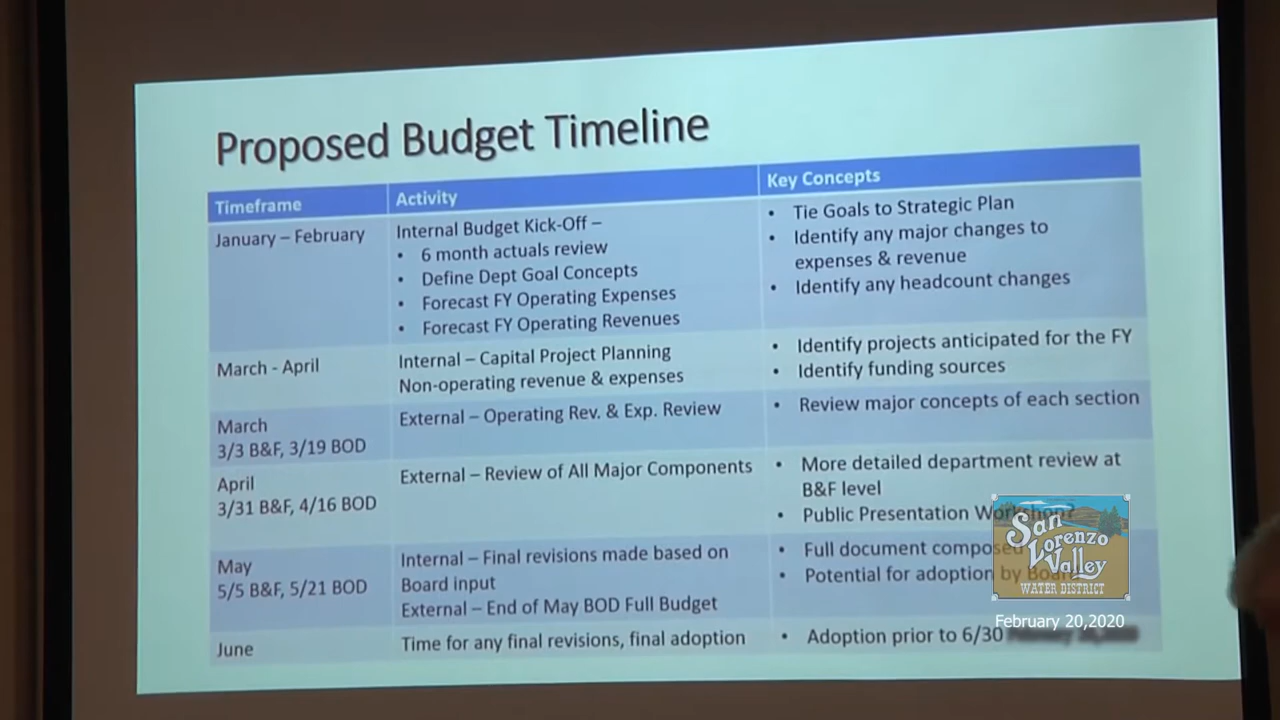 Proposed Budget Timeline
Timeframe
Activity
Key Concepts
January – February
Internal Budget Kick-Off –
• 6 month actuals review
• Define Dept Goal Concepts
• Forecast FY Operating Expenses
• Forecast FY Operating Revenues
• Tie Goals to Strategic Plan
• Identify any major changes to
expenses & revenue
• Identify any headcount changes
March - April
Internal – Capital Project Planning
Non-operating revenue & expenses
• Identify projects anticipated for the FY
• Identify funding sources
March
3/3 B&F, 3/19 BOD
External – Operating Rev. & Exp. Review
• Review major concepts of each section
April
3/31 B&F, 4/16 BOD
External – Review of All Major Components
• More detailed department review at
B&F level
• Public Presentation Workshop?
May
5/5 B&F, 5/21 BOD
Internal – Final revisions made based on
Board input
External – End of May BOD Full Budget
• Full document composed
• Potential for adoption by Board
June
Time for any final revisions, final adoption
• Adoption prior to 6/30
San
Lorenzo
Valley
WATER DISTRICT
February 20,2020